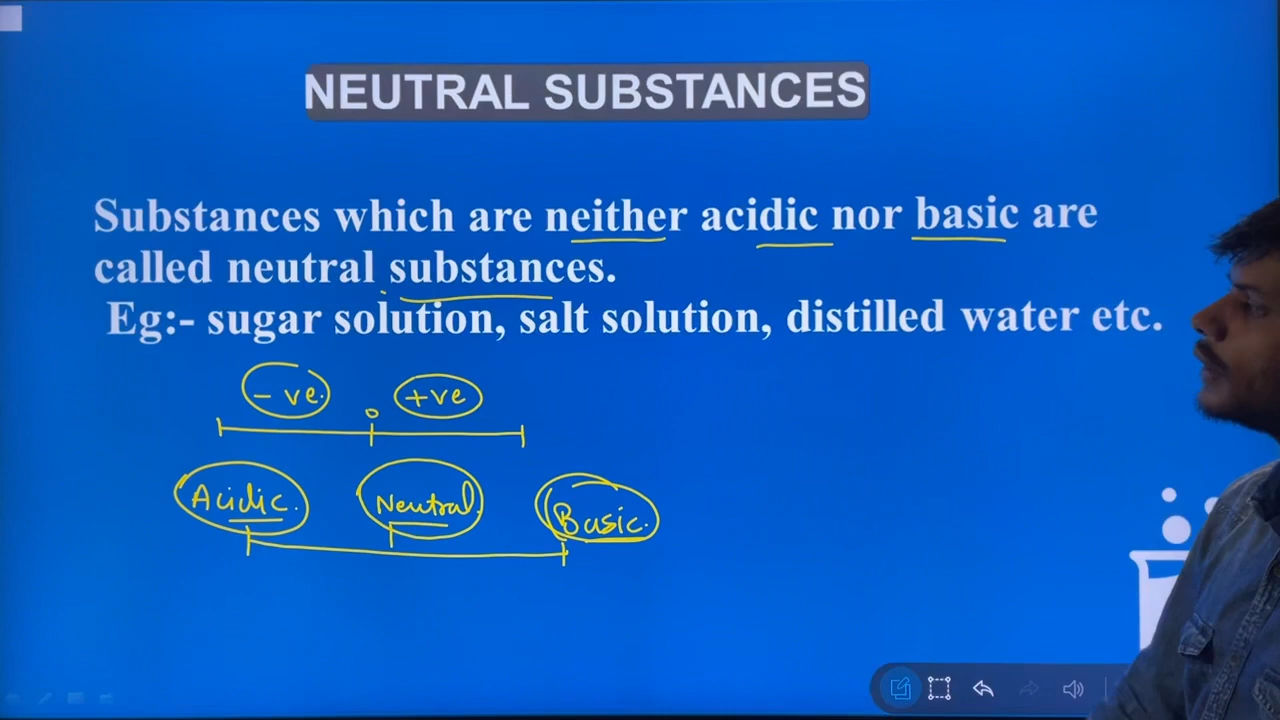 NEUTRAL SUBSTANCES
Substances which are neither acidic nor basic are
called neutral substances.
Eg:- sugar solution, salt solution, distilled water etc.
- ve. 0 +ve
Acidic. Neutral. Basic.